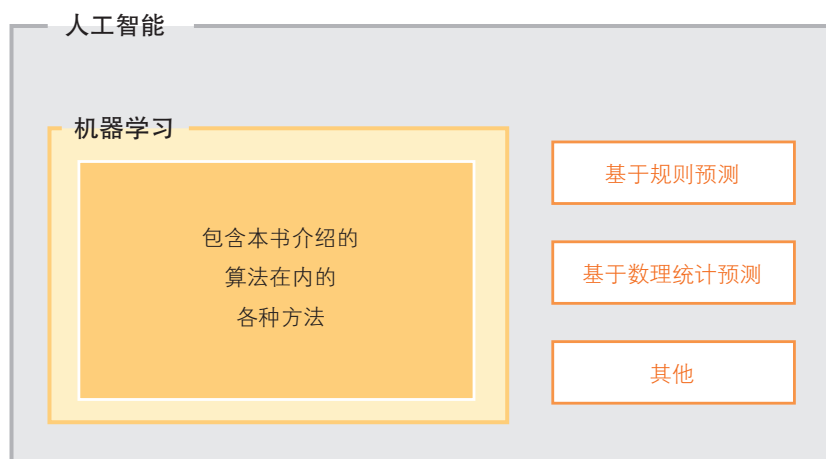 人工智能
机器学习
包含本书介绍的
算法在内的
各种方法
基于规则预测
基于数理统计预测
其他